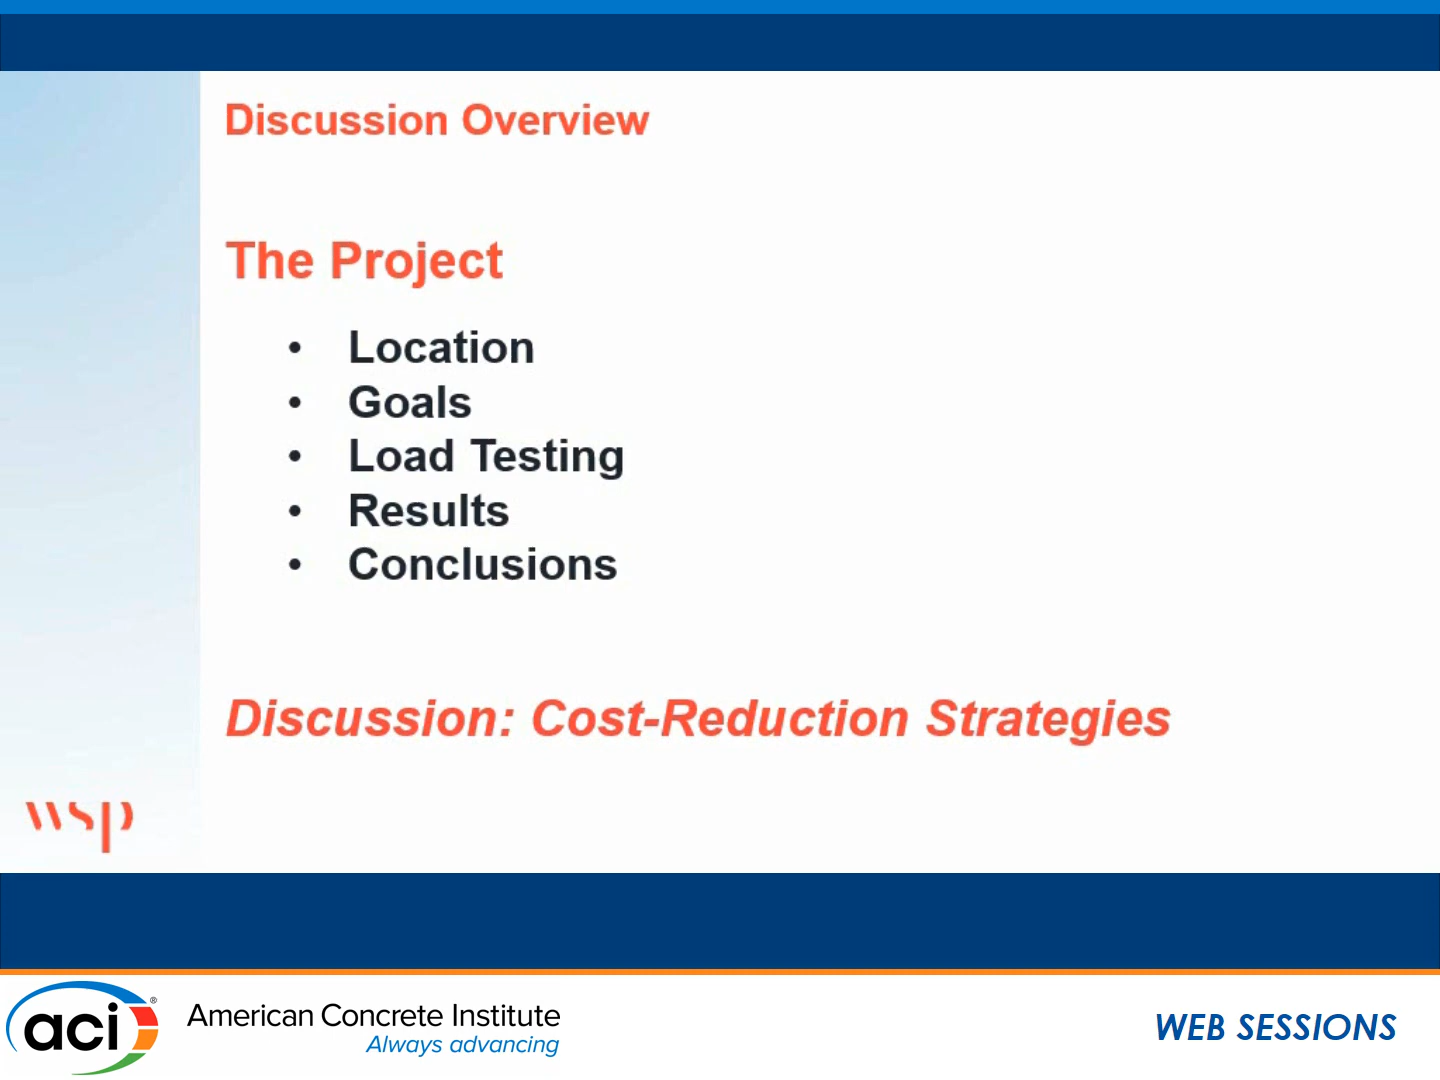 Discussion Overview
The Project
• Location
• Goals
• Load Testing
• Results
• Conclusions
Discussion: Cost-Reduction Strategies
wsp
aci®
American Concrete Institute
Always advancing
WEB SESSIONS